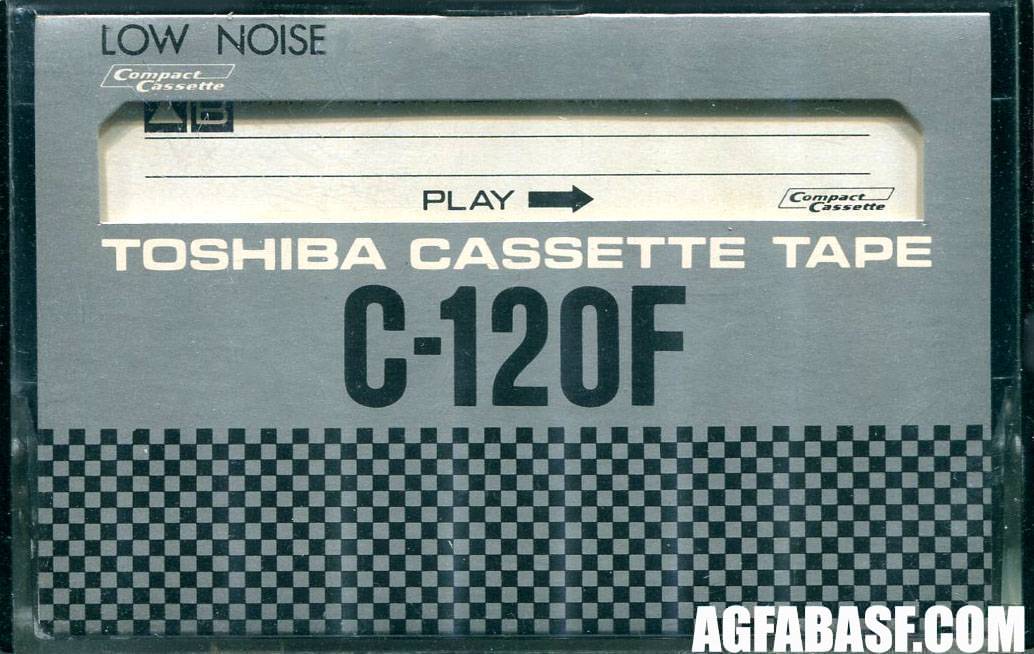 LOW NOISE
Compact
Cassette
B
PLAY
Compact
Cassette
TOSHIBA CASSETTE TAPE
C-120F
AGFABASF.COM